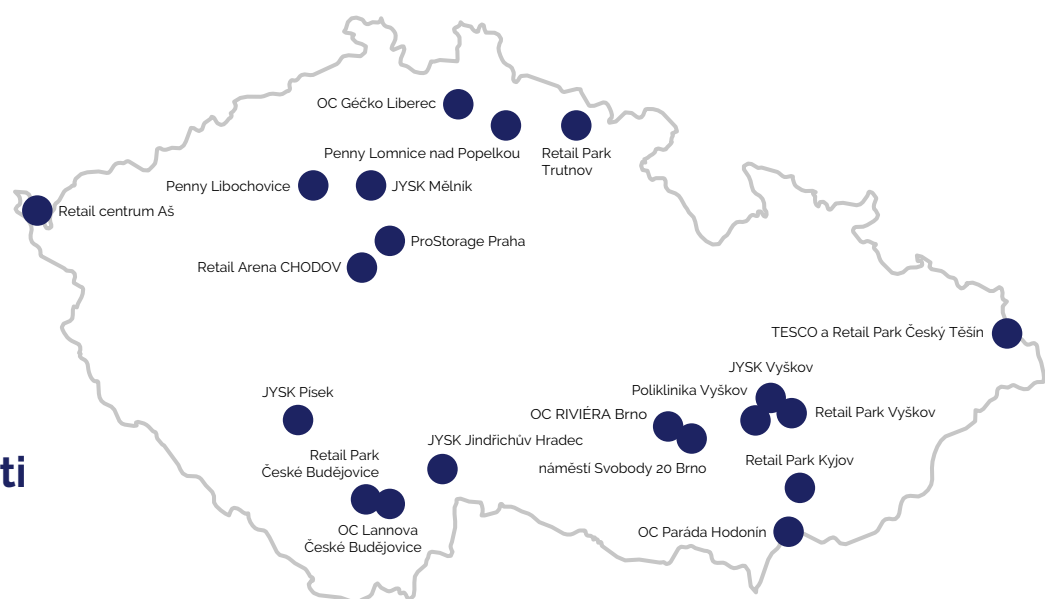 OC Géčko Liberec
Penny Lomnice nad Popelkou
Retail Park
Trutnov
Penny Libochovice
JYSK Mělník
Retail centrum Aš
ProStorage Praha
Retail Arena CHODOV
TESCO a Retail Park Český Těšín
JYSK Vyškov
JYSK Písek
Poliklinika Vyškov
OC RIVIÉRA Brno
Retail Park Vyškov
JYSK Jindřichův Hradec
Retail Park
České Budějovice
náměstí Svobody 20 Brno
Retail Park Kyjov
ti
OC Lannova
České Budějovice
OC Paráda Hodonín